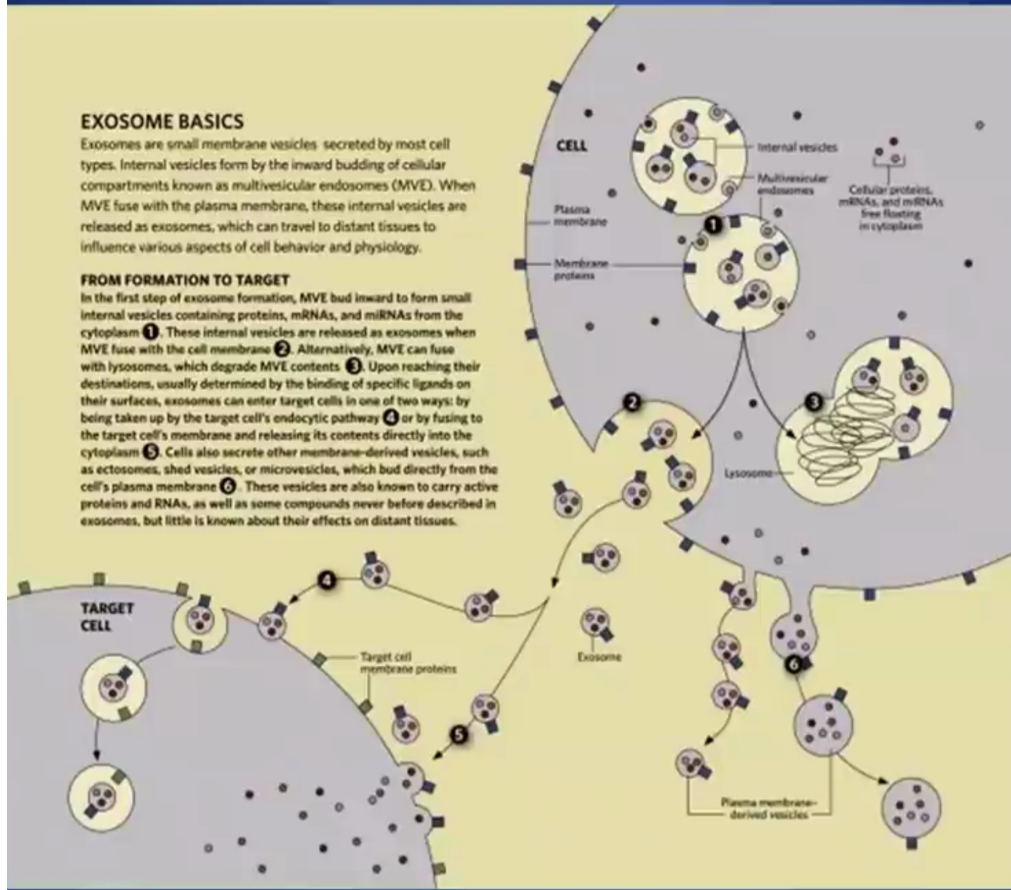 EXOSOME BASICS
Exosomes are small membrane vesicles secreted by most cell
types. Internal vesicles form by the inward budding of cellular
compartments known as multivesicular endosomes (MVE). When
MVE fuse with the plasma membrane, these internal vesicles are
released as exosomes, which can travel to distant tissues to
influence various aspects of cell behavior and physiology.
FROM FORMATION TO TARGET
In the first step of exosome formation, MVE bud inward to form small
internal vesicles containing proteins, mRNAs, and miRNAs from the
cytoplasm 1. These internal vesicles are released as exosomes when
MVE fuse with the cell membrane 2. Alternatively, MVE can fuse
with lysosomes, which degrade MVE contents 3. Upon reaching their
destinations, usually determined by the binding of specific ligands on
their surfaces, exosomes can enter target cells in one of two ways: by
being taken up by the target cell's endocytic pathway 4 or by fusing to
the target cell's membrane and releasing its contents directly into the
cytoplasm 5. Cells also secrete other membrane-derived vesicles, such
as ectosomes, shed vesicles, or microvesicles, which bud directly from the
cell's plasma membrane 6. These vesicles are also known to carry active
proteins and RNAs, as well as some compounds never before described in
exosomes, but little is known about their effects on distant tissues.
CELL
Internal vesicles
Multivesicular
endosomes
Cellular proteins,
mRNAs, and miRNAs
free floating
in cytoplasm
Plasma
membrane
1
Membrane
proteins
2
3
Lysosome
4
TARGET
CELL
Target cell
membrane proteins
Exosome
5
6
Plasma membrane-
derived vesicles